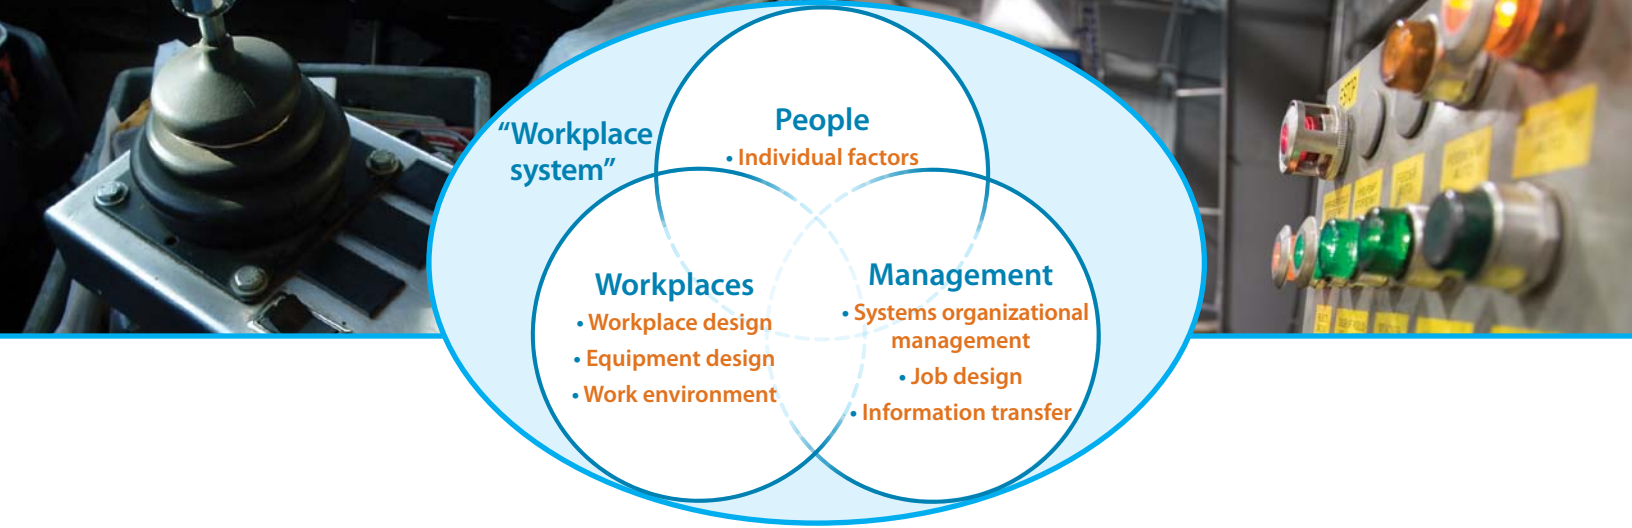 “Workplace
system”
People
• Individual factors
Workplaces
• Workplace design
• Equipment design
• Work environment
Management
• Systems organizational
management
• Job design
• Information transfer
STOP